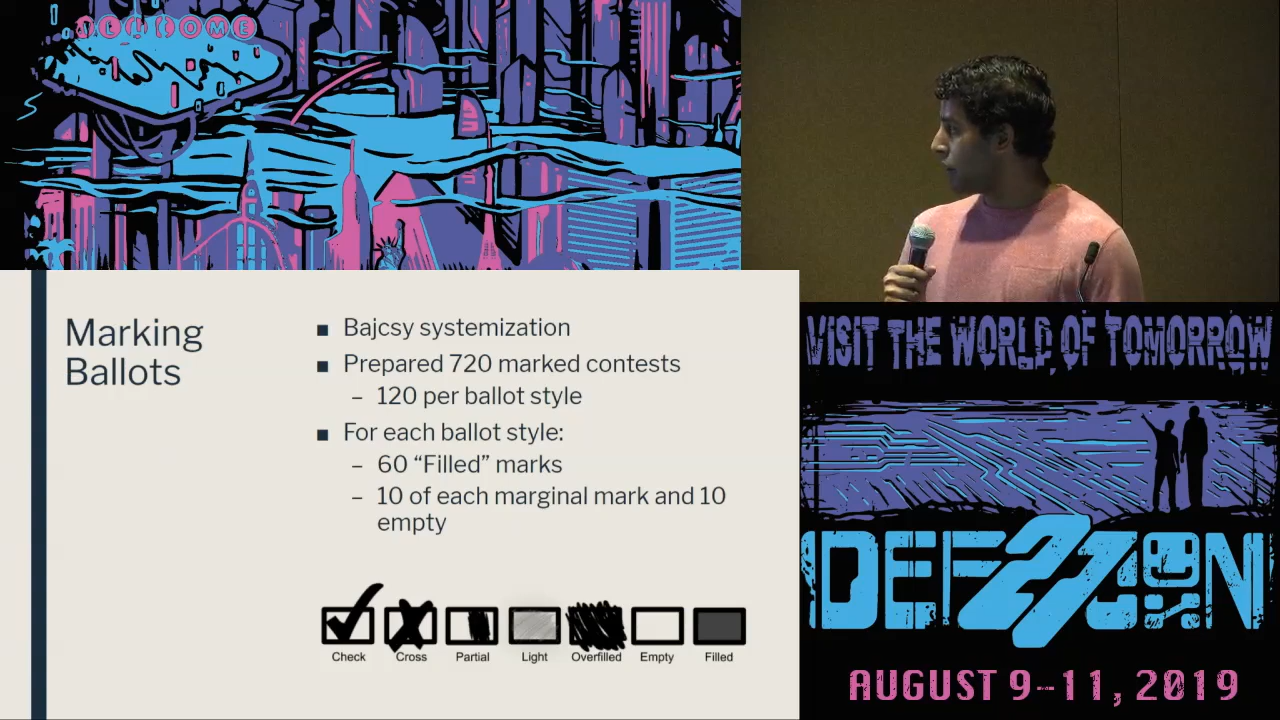 WELCOME
Marking
Ballots
■ Bajcsy systemization
■ Prepared 720 marked contests
– 120 per ballot style
■ For each ballot style:
– 60 “Filled” marks
– 10 of each marginal mark and 10
empty
Check Cross Partial Light Overfilled Empty Filled
VISIT THE WORLD OF TOMORROW
DEF27CON
AUGUST 9–11, 2019